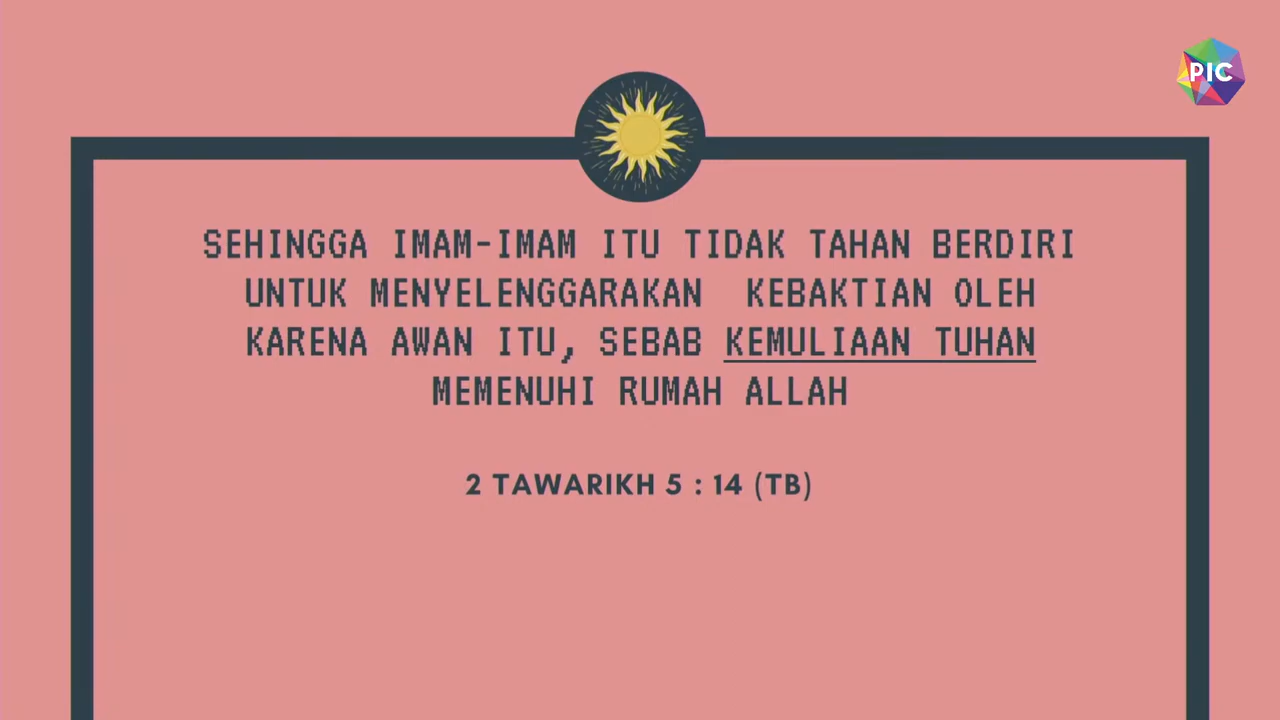 PIC
SEHINGGA IMAM-IMAM ITU TIDAK TAHAN BERDIRI
UNTUK MENYELENGGARAKAN KEBAKTIAN OLEH
KARENA AWAN ITU, SEBAB KEMULIAAN TUHAN
MEMENUHI RUMAH ALLAH
2 TAWARIKH 5 : 14 (TB)